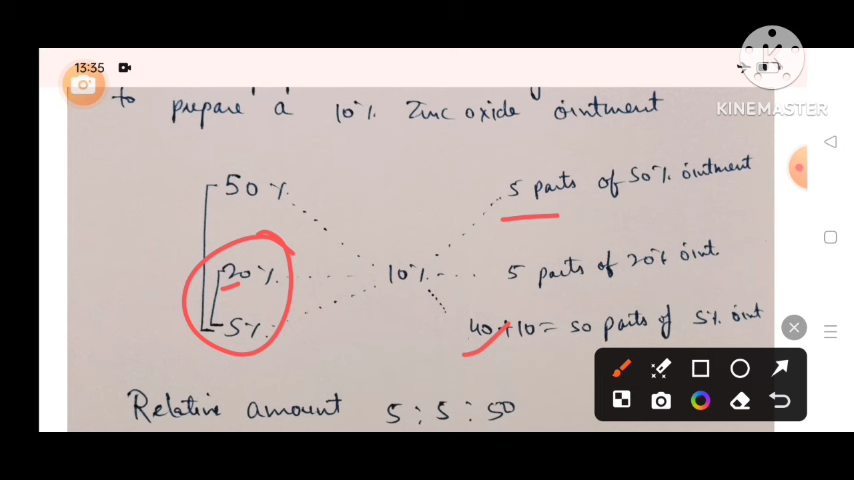 13:35
KINEMASTER
to prepare a 10% Zinc oxide ointment
50% 5 parts of 50% ointment
20% 10% 5 parts of 20% oint
5% 40+10= 50 parts of 5% oint
Relative amount 5 : 5 : 50